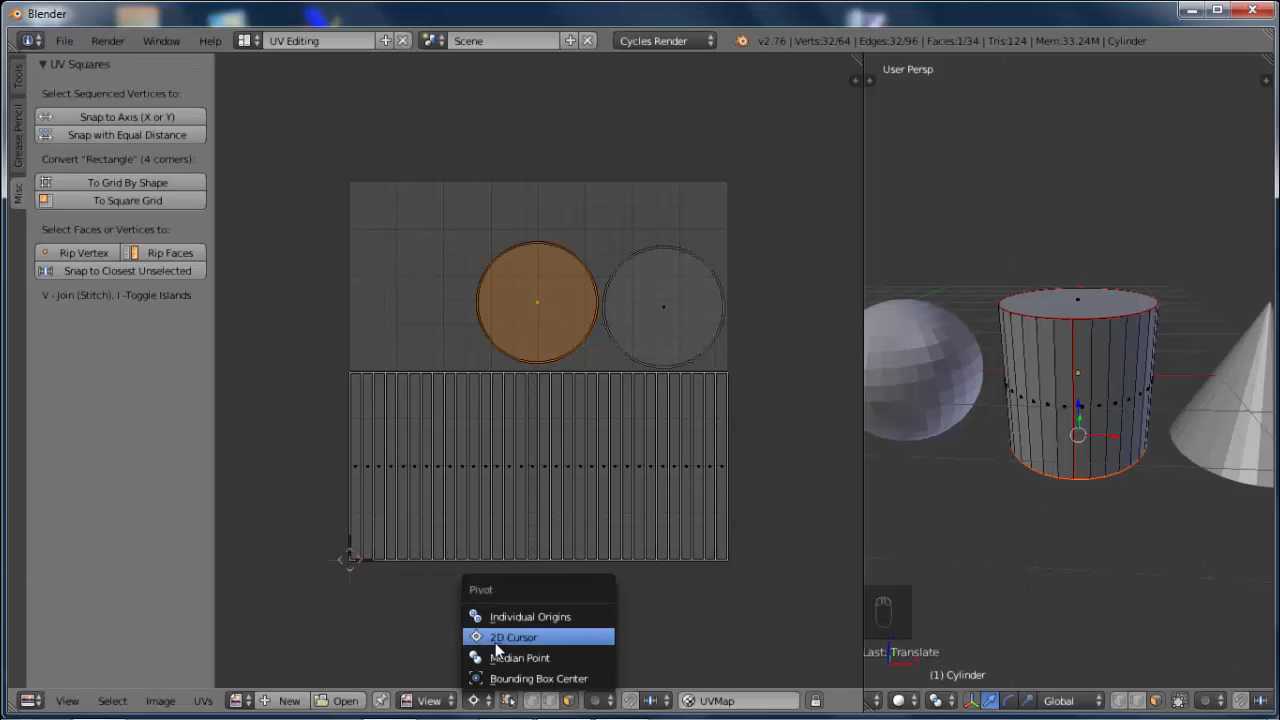 Blender
File Render Window Help UV Editing Scene Cycles Render v2.76 | Verts:32/64 | Edges:32/96 | Faces:1/34 | Tris:124 | Mem:33.24M | Cylinder
UV Squares
Select Sequenced Vertices to:
Snap to Axis (X or Y)
Snap with Equal Distance
Convert "Rectangle" (4 corners):
To Grid By Shape
To Square Grid
Select Faces or Vertices to:
Rip Vertex Rip Faces
Snap to Closest Unselected
V - Join (Stitch), I -Toggle Islands
Tools
Grease Pencil
Misc
User Persp
Pivot
Individual Origins
2D Cursor
Median Point
Bounding Box Center
Last: Translate
(1) Cylinder
View Select Image UVs New Open View UVMap Global